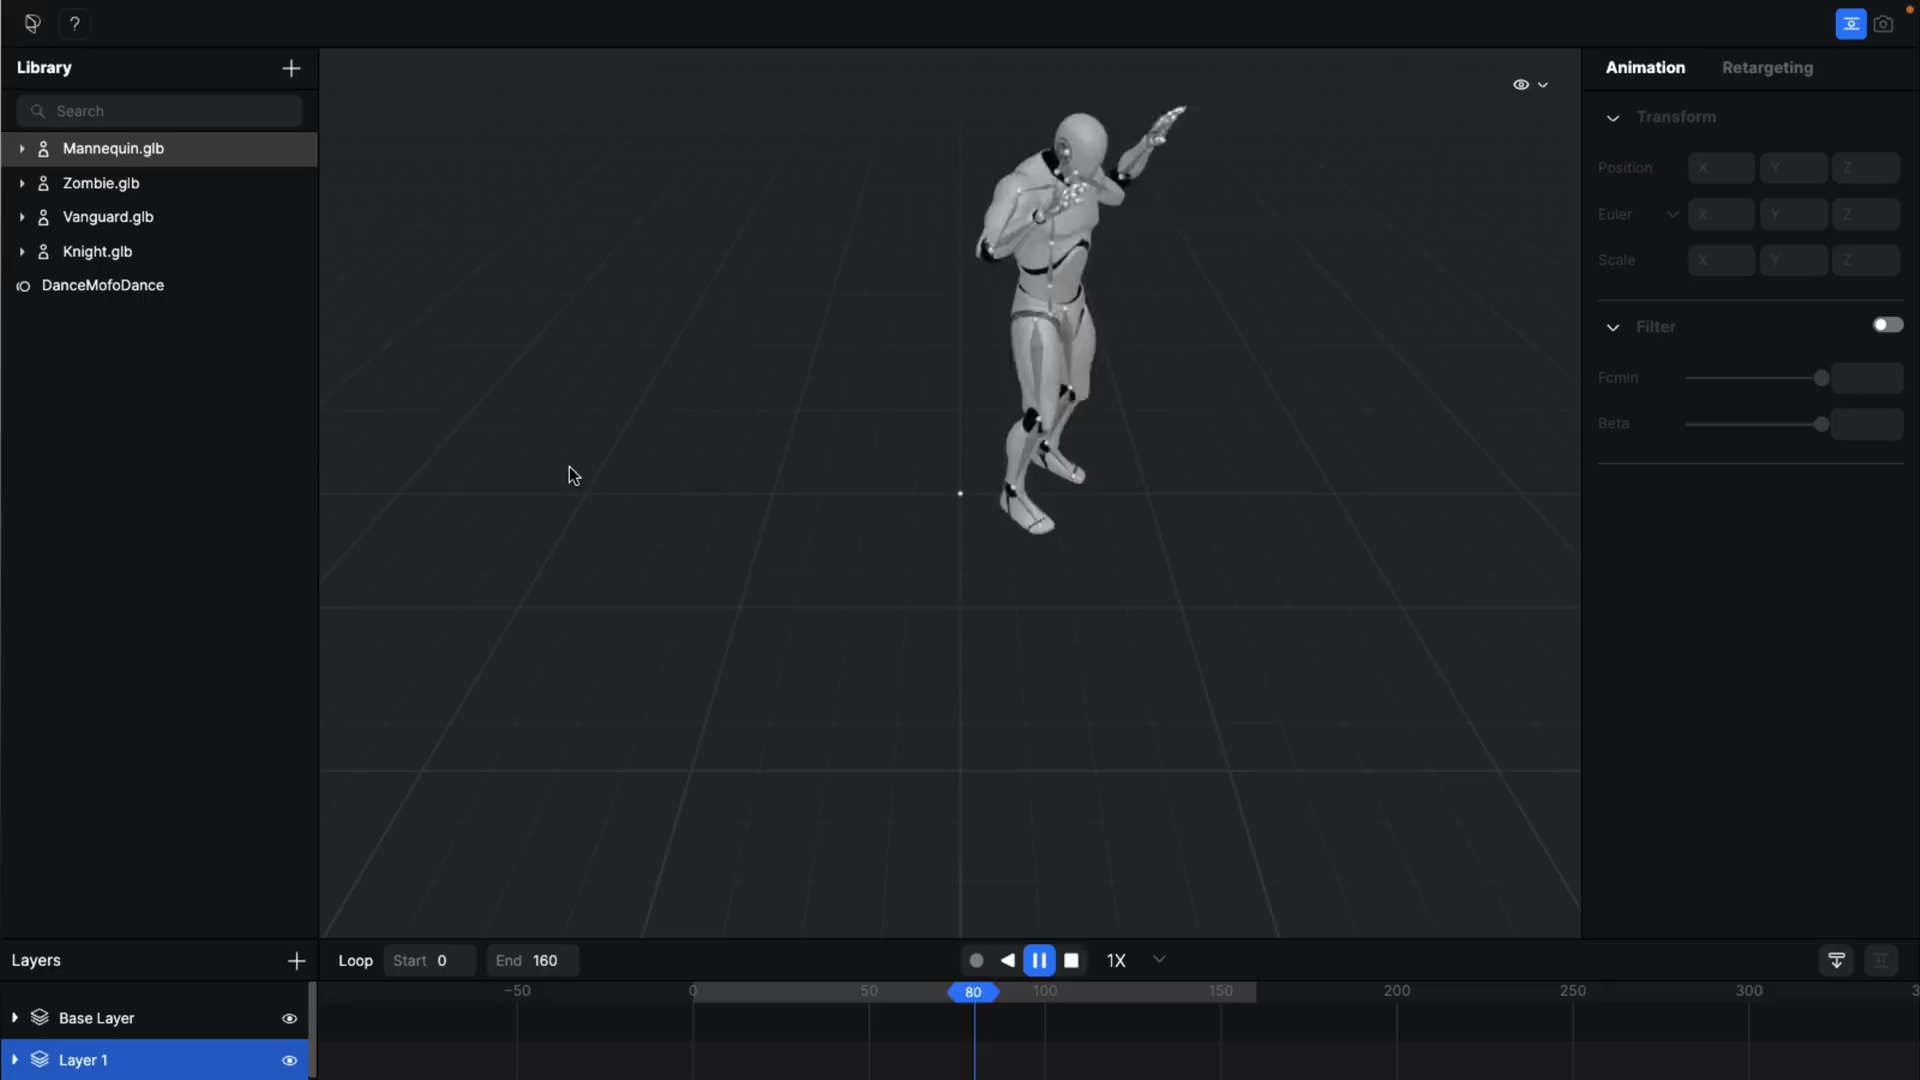 ?
Library
Animation Retargeting
Search
Transform
Mannequin.glb
Position X Y Z
Zombie.glb
Vanguard.glb
Euler X Y Z
Knight.glb
Scale X Y Z
DanceMofoDance
Filter
Fcmin
Beta
Layers
Loop Start 0 End 160
1X
−50 0 50 80 100 150 200 250 300 3
Base Layer
Layer 1